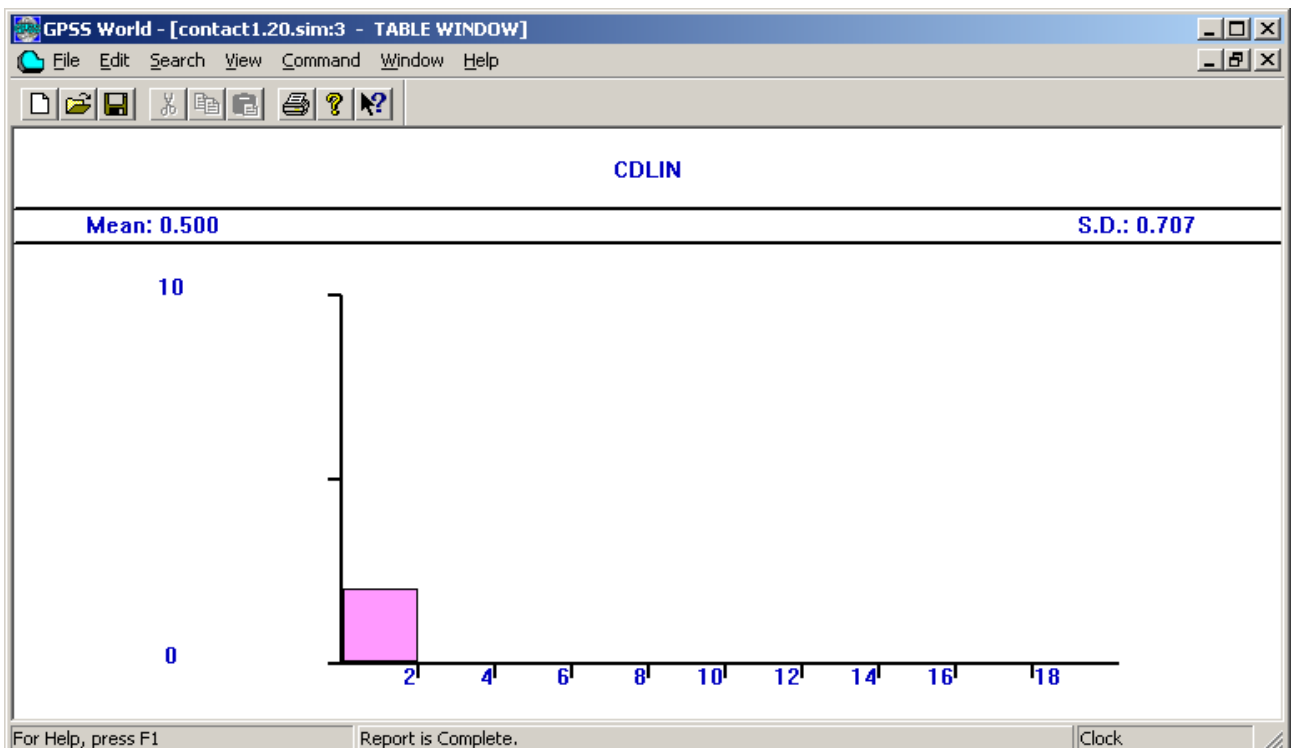 GPSS World - [contact1.20.sim:3 - TABLE WINDOW]
File Edit Search View Command Window Help
CDLIN
Mean: 0.500 S.D.: 0.707
10
0
2 4 6 8 10 12 14 16 18
For Help, press F1 Report is Complete. Clock